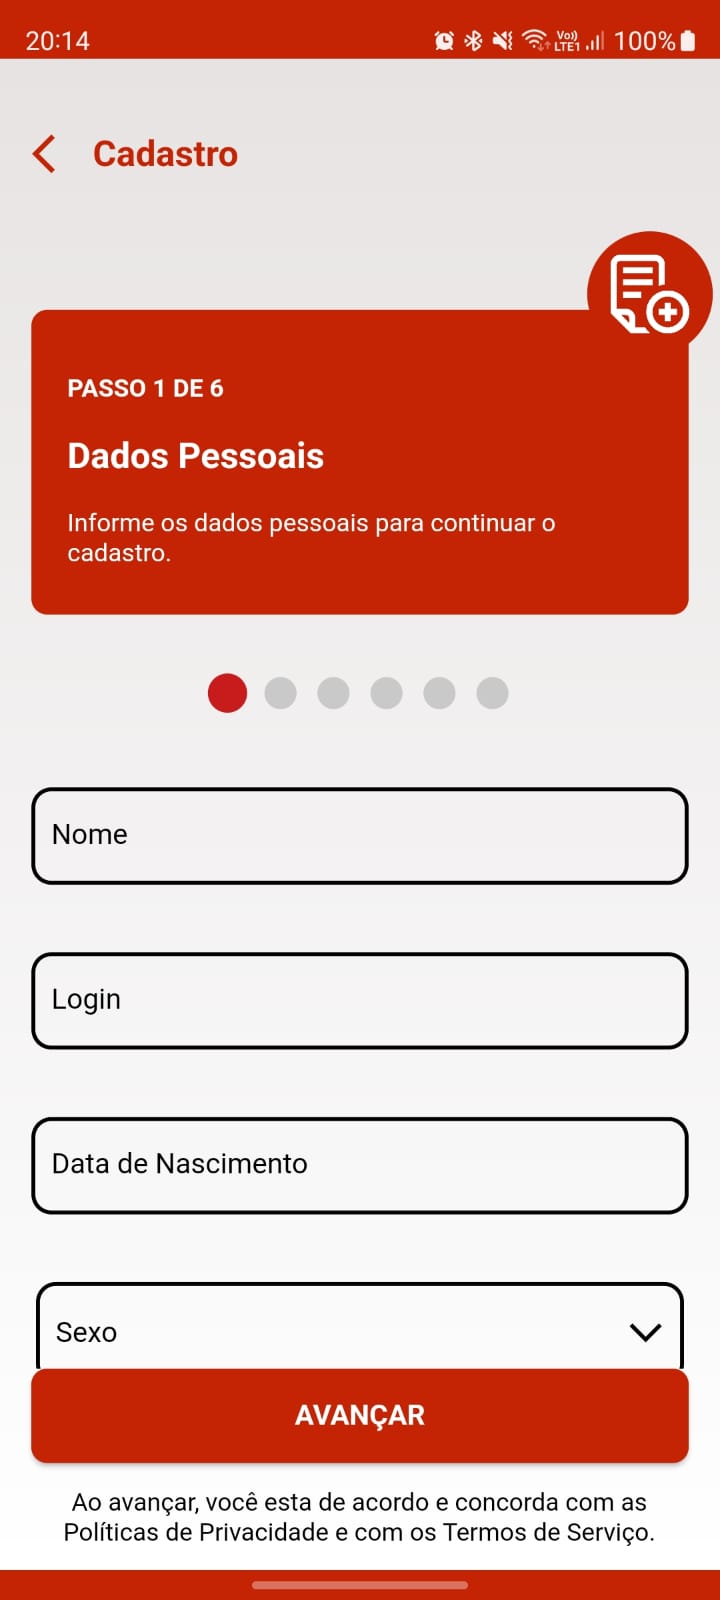 20:14
Vo))
LTE1
100%
Cadastro
PASSO 1 DE 6
Dados Pessoais
Informe os dados pessoais para continuar o
cadastro.
Nome
Login
Data de Nascimento
Sexo
AVANÇAR
Ao avançar, você esta de acordo e concorda com as
Políticas de Privacidade e com os Termos de Serviço.